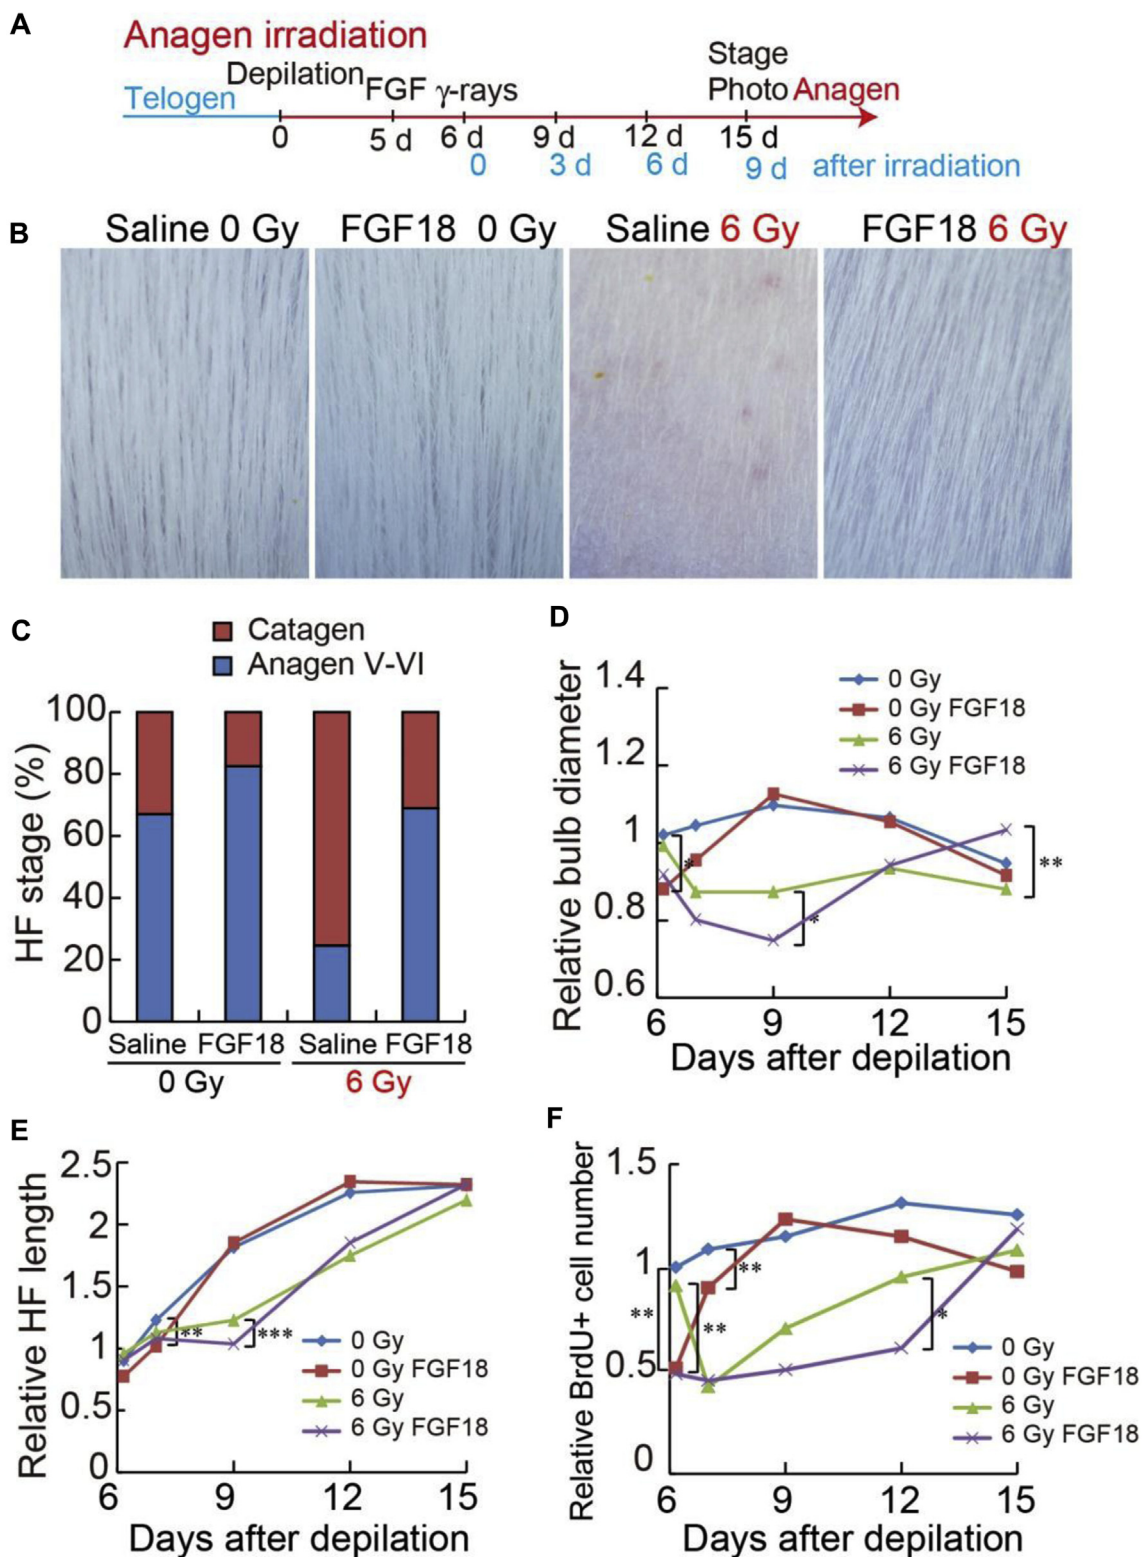 A
Anagen irradiation
Telogen
Depilation
FGF γ-rays
Stage
Photo Anagen
0 5 d 6 d 9 d 12 d 15 d
0 3 d 6 d 9 d after irradiation
B
Saline 0 Gy FGF18 0 Gy Saline 6 Gy FGF18 6 Gy
C
Catagen
Anagen V-VI
HF stage (%)
100
80
60
40
20
0
Saline FGF18 Saline FGF18
0 Gy 6 Gy
D
Relative bulb diameter
1.4
1.2
1
0.8
0.6
0 Gy
0 Gy FGF18
6 Gy
6 Gy FGF18
*
*
**
6 9 12 15
Days after depilation
E
Relative HF length
2.5
2
1.5
1
0.5
0
** ***
0 Gy
0 Gy FGF18
6 Gy
6 Gy FGF18
6 9 12 15
Days after depilation
F
Relative BrdU+ cell number
1.5
1
0.5
0
**
** **
*
0 Gy
0 Gy FGF18
6 Gy
6 Gy FGF18
6 9 12 15
Days after depilation